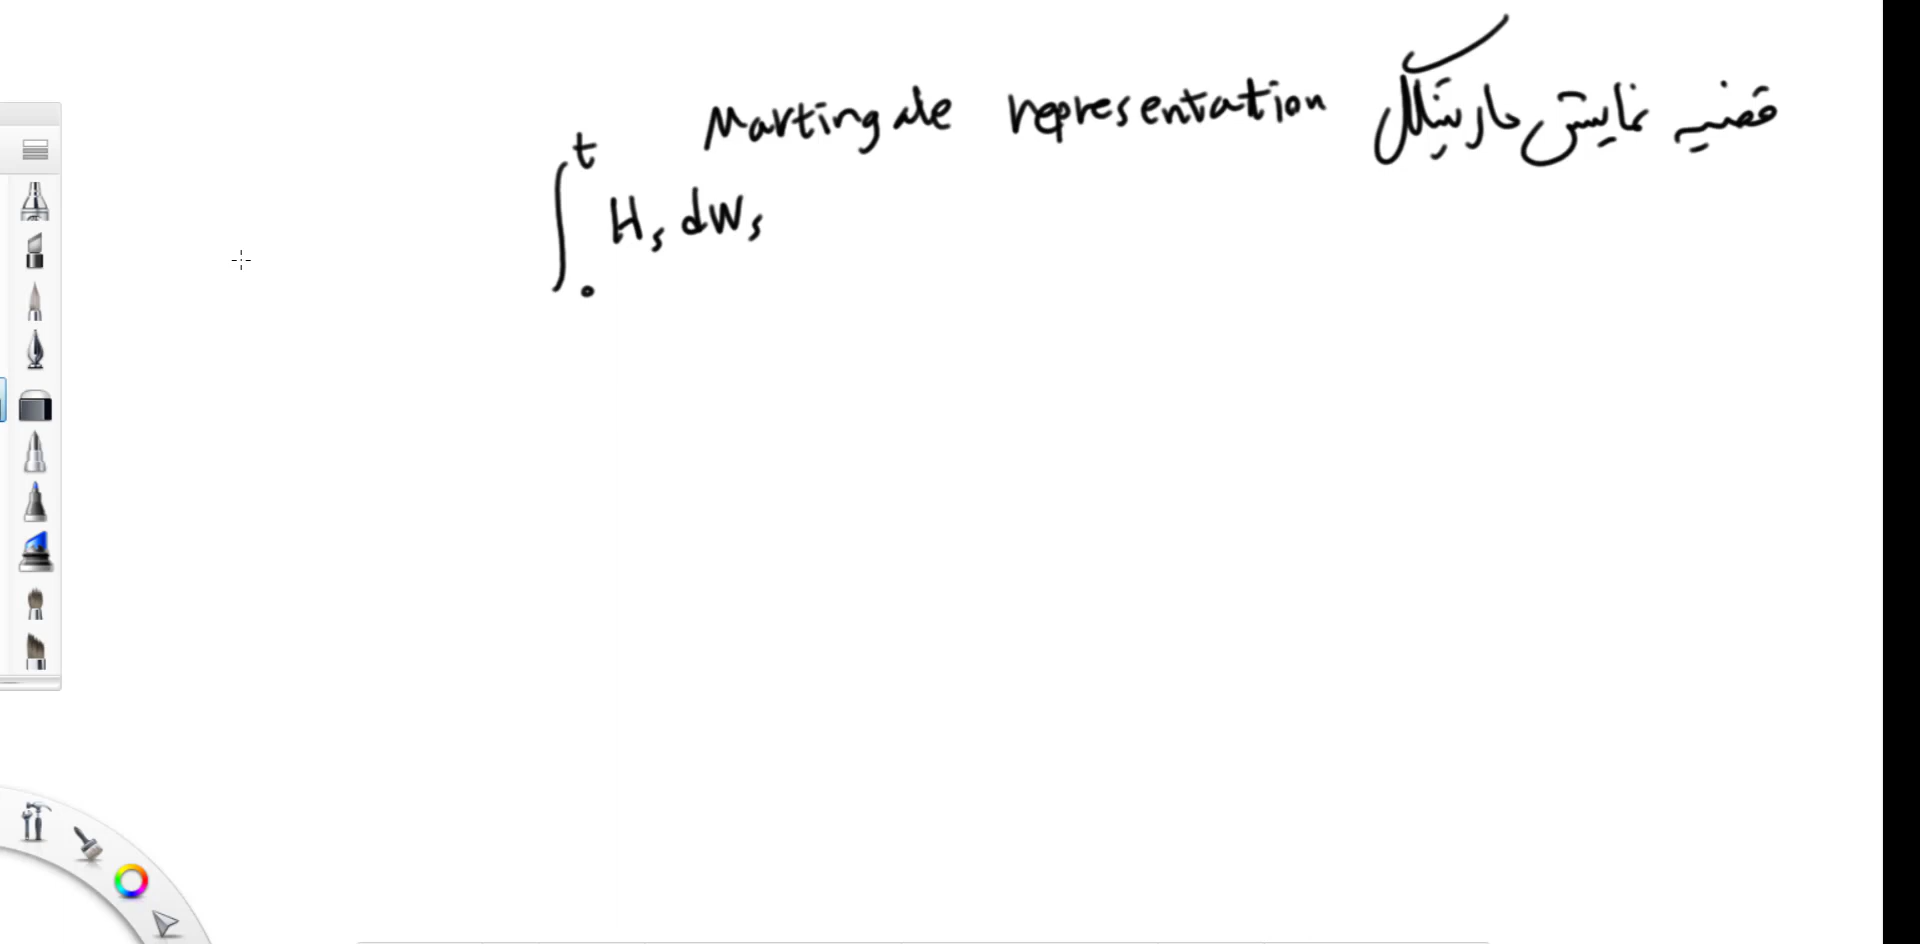 قضیه نمایش مارتینگل Martingale representation
∫₀ᵗ Hₛ dWₛ